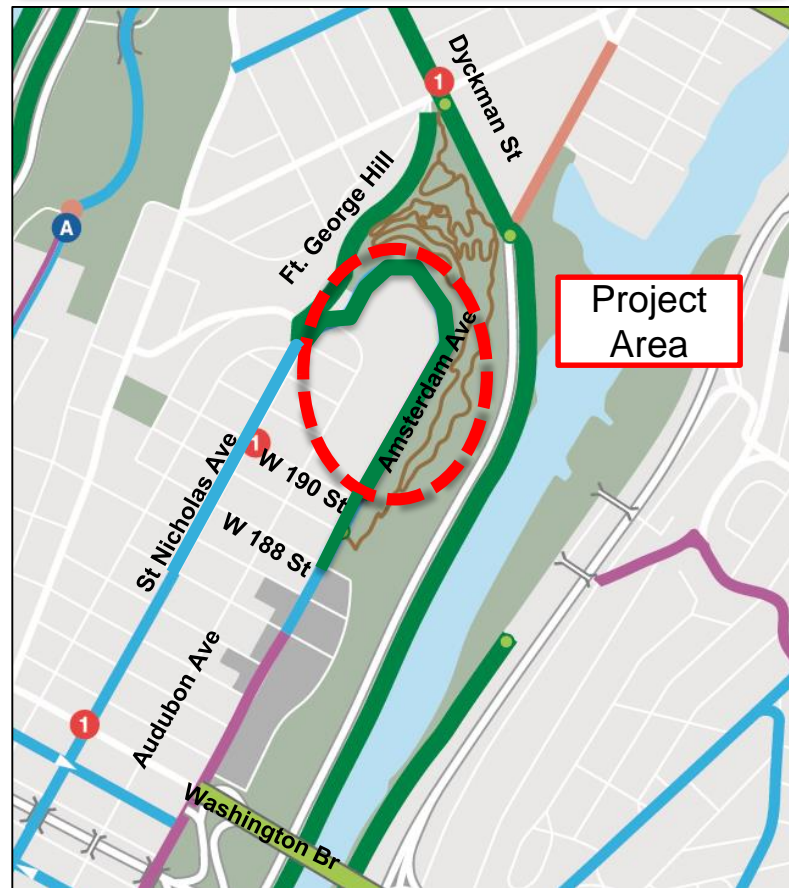 1
Dyckman St
Ft. George Hill
A
Project
Area
Amsterdam Ave
St Nicholas Ave
1
W 190 St
W 188 St
Audubon Ave
1
Washington Br